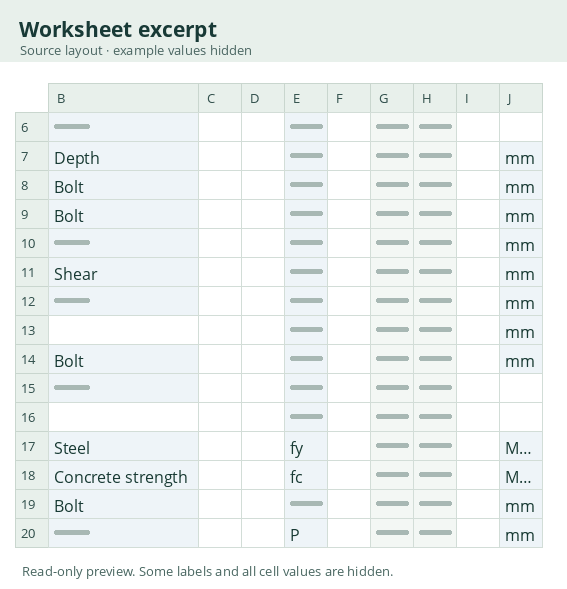 Worksheet excerpt
Source layout · example values hidden
B C D E F G H I J
6
7 Depth mm
8 Bolt mm
9 Bolt mm
10 mm
11 Shear mm
12 mm
13 mm
14 Bolt mm
15
16
17 Steel fy M...
18 Concrete strength fc M...
19 Bolt mm
20 P mm
Read-only preview. Some labels and all cell values are hidden.